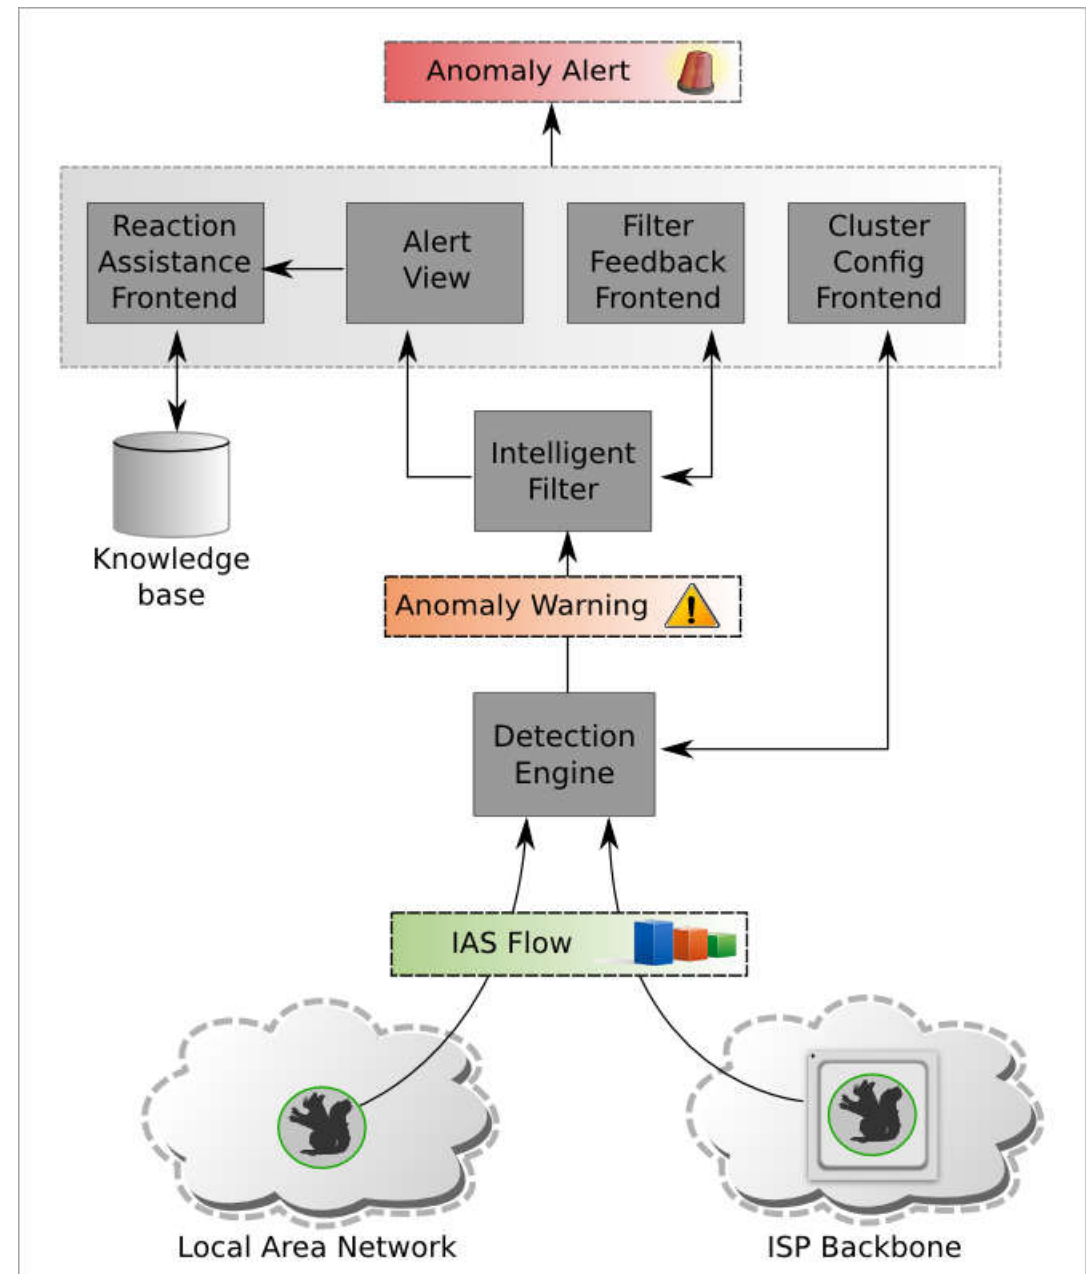 Anomaly Alert
Reaction
Assistance
Frontend
Alert
View
Filter
Feedback
Frontend
Cluster
Config
Frontend
Intelligent
Filter
Knowledge
base
Anomaly Warning
Detection
Engine
IAS Flow
Local Area Network
ISP Backbone